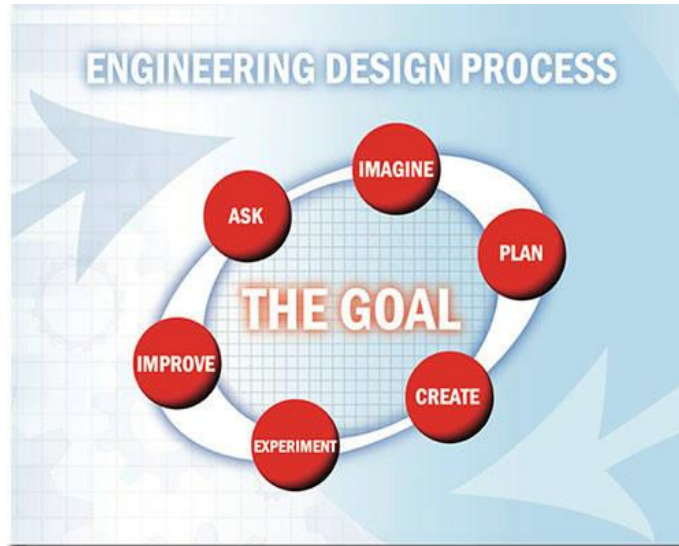 ENGINEERING DESIGN PROCESS
IMAGINE
ASK
PLAN
THE GOAL
IMPROVE
CREATE
EXPERIMENT